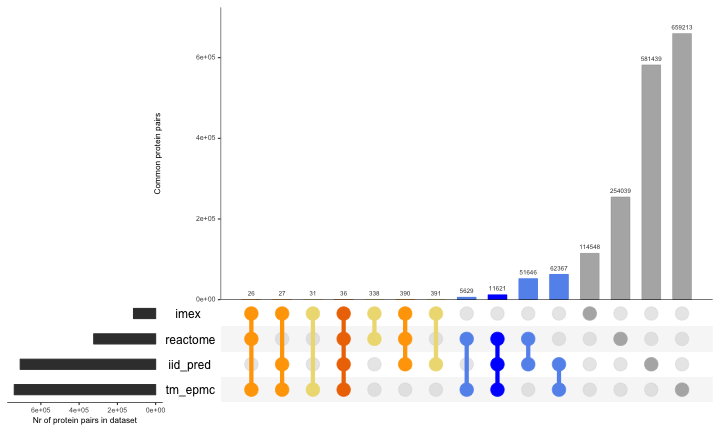 659213
581439
6e+05
Common protein pairs
4e+05
254039
2e+05
114548
51646
62367
5629
11621
26
27
31
36
338
390
391
0e+00
imex
reactome
iid_pred
tm_epmc
6e+05
4e+05
2e+05
0e+00
Nr of protein pairs in dataset